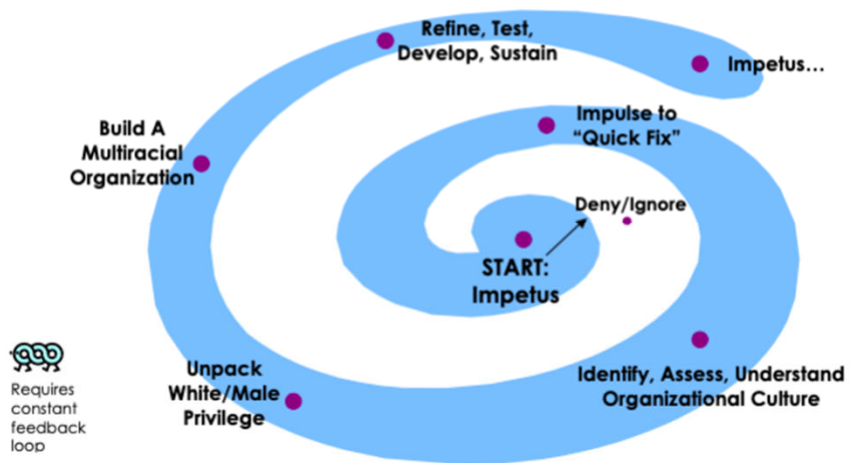 Refine, Test,
Develop, Sustain
Impetus…
Impulse to
“Quick Fix”
Build A
Multiracial
Organization
Deny/Ignore
START:
Impetus
Unpack
White/Male
Privilege
Identify, Assess, Understand
Organizational Culture
Requires
constant
feedback
loop